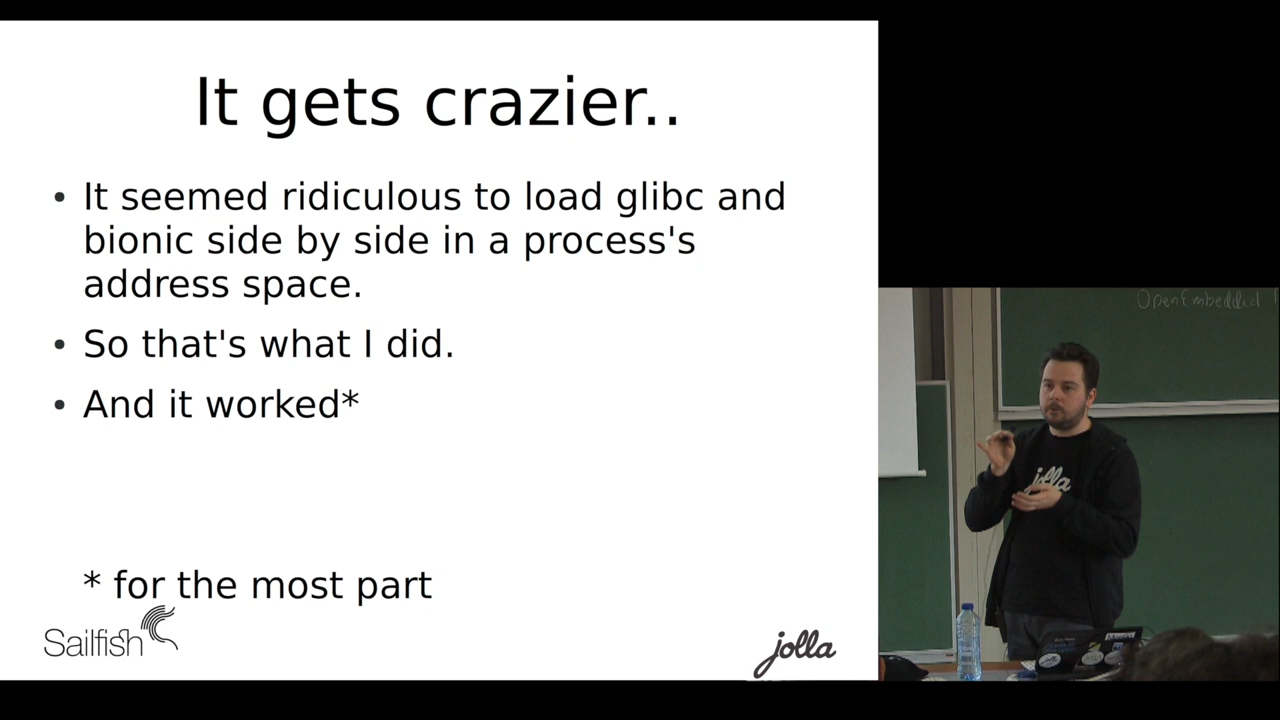 It gets crazier..
• It seemed ridiculous to load glibc and
bionic side by side in a process's
address space.
• So that's what I did.
• And it worked*
* for the most part
Sailfish
jolla
OpenEmbedded
jolla